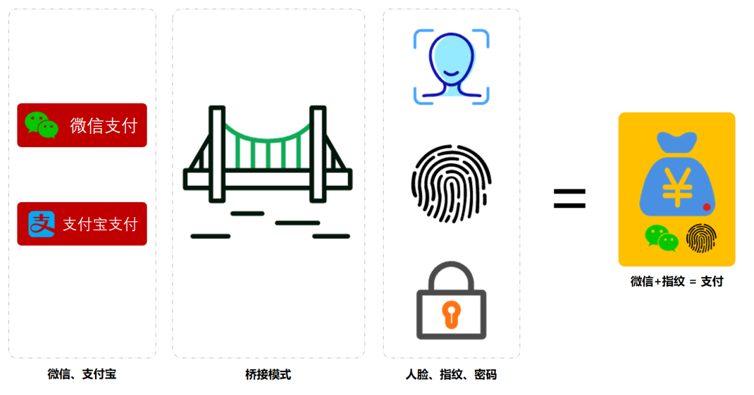 微信支付
支付宝支付
微信、支付宝
桥接模式
人脸、指纹、密码
=
¥
微信+指纹 = 支付